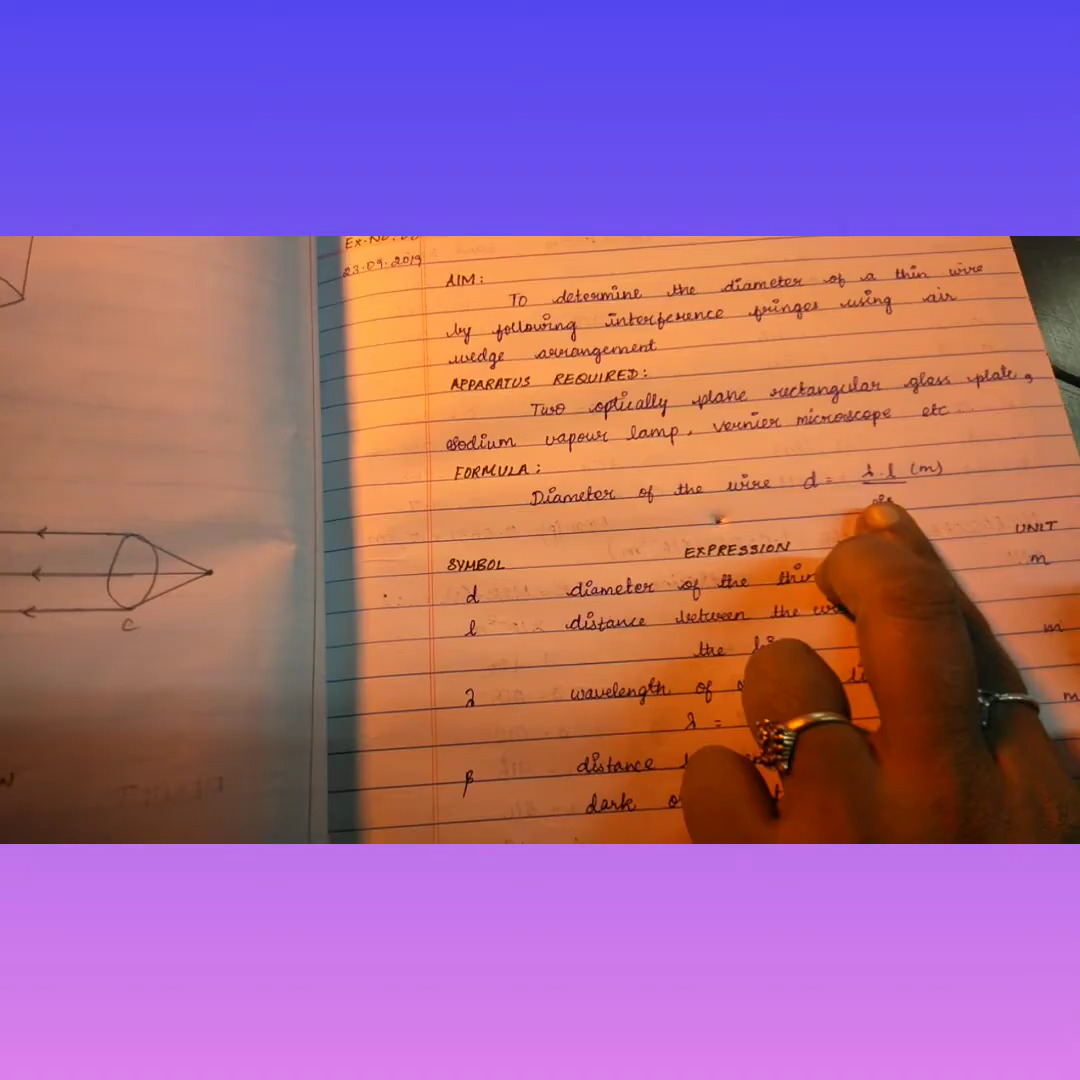 Ex.No:
23.09.2019
AIM:
To determine the diameter of a thin wire
by following interference fringes using air
wedge arrangement
APPARATUS REQUIRED:
Two optically plane rectangular glass plate,
sodium vapour lamp, vernier microscope etc
FORMULA:
Diameter of the wire d = λ.l (m)
SYMBOL EXPRESSION UNIT
d diameter of the thin m
l distance between the
the m
λ wavelength of m
λ =
β distance
dark
C